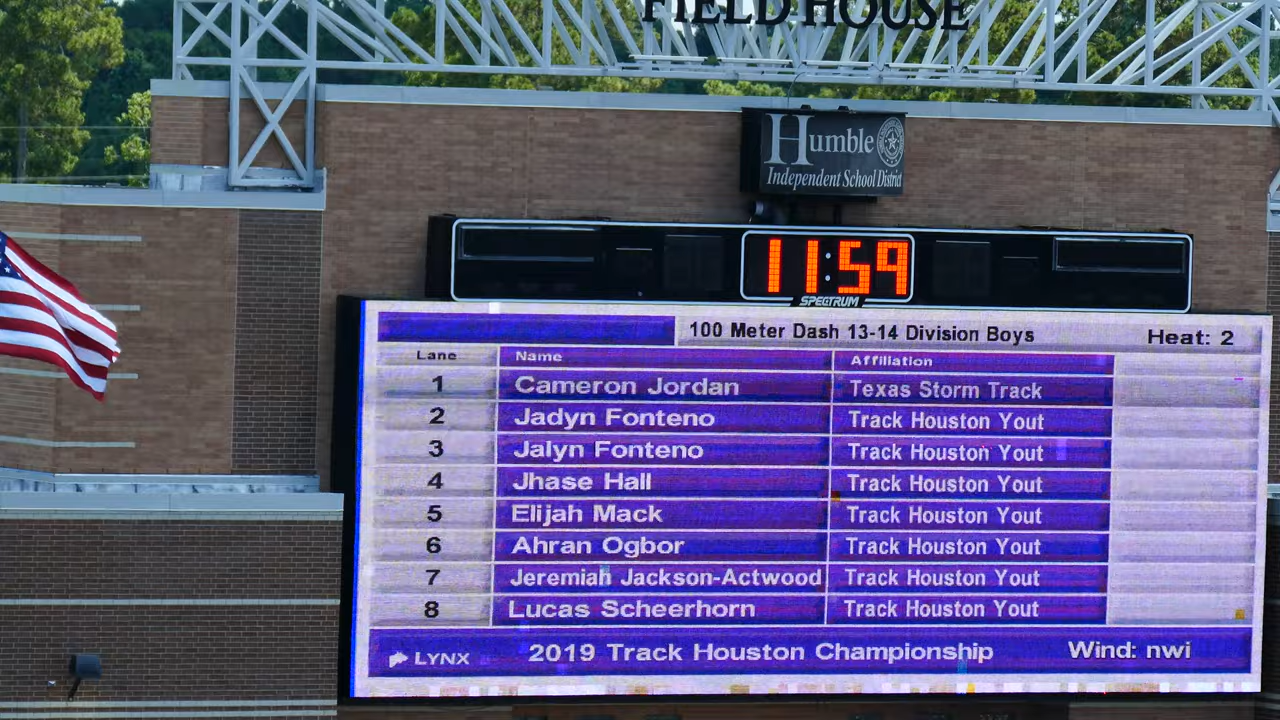 FIELD HOUSE
Humble
Independent School District
11:59
SPECTRUM
100 Meter Dash 13-14 Division Boys Heat: 2
Lane Name Affiliation
1 Cameron Jordan Texas Storm Track
2 Jadyn Fonteno Track Houston Yout
3 Jalyn Fonteno Track Houston Yout
4 Jhase Hall Track Houston Yout
5 Elijah Mack Track Houston Yout
6 Ahran Ogbor Track Houston Yout
7 Jeremiah Jackson-Actwood Track Houston Yout
8 Lucas Scheerhorn Track Houston Yout
LYNX 2019 Track Houston Championship Wind: nwi